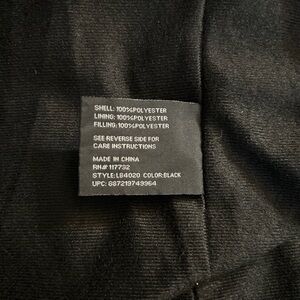 SHELL: 100%POLYESTER
LINING: 100%POLYESTER
FILLING: 100%POLYESTER
SEE REVERSE SIDE FOR
CARE INSTRUCTIONS
MADE IN CHINA
RN# 117732
STYLE: L84020 COLOR:BLACK
UPC: 887219749964